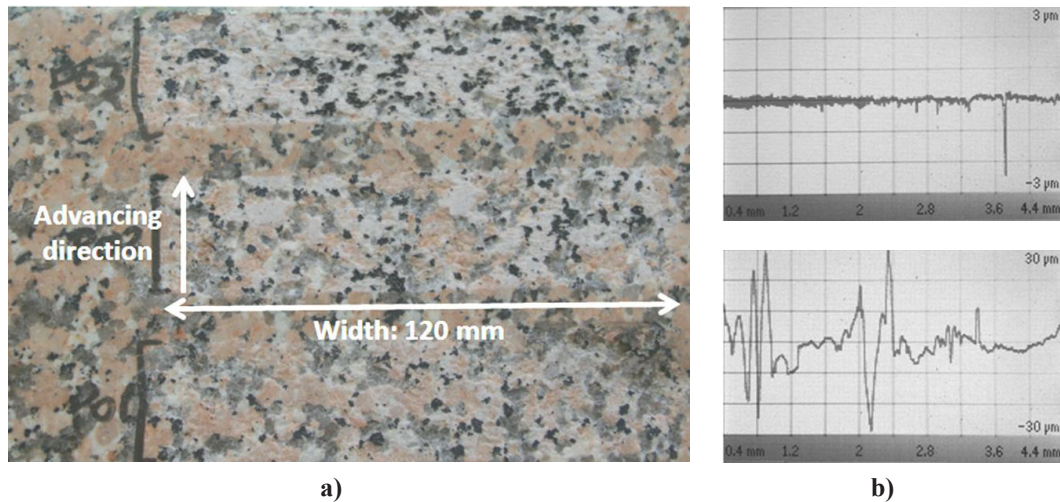 Advancing
direction
Width: 120 mm
a)
3 µm
-3 µm
0.4 mm 1.2 2 2.8 3.6 4.4 mm
30 µm
-30 µm
0.4 mm 1.2 2 2.8 3.6 4.4 mm
b)